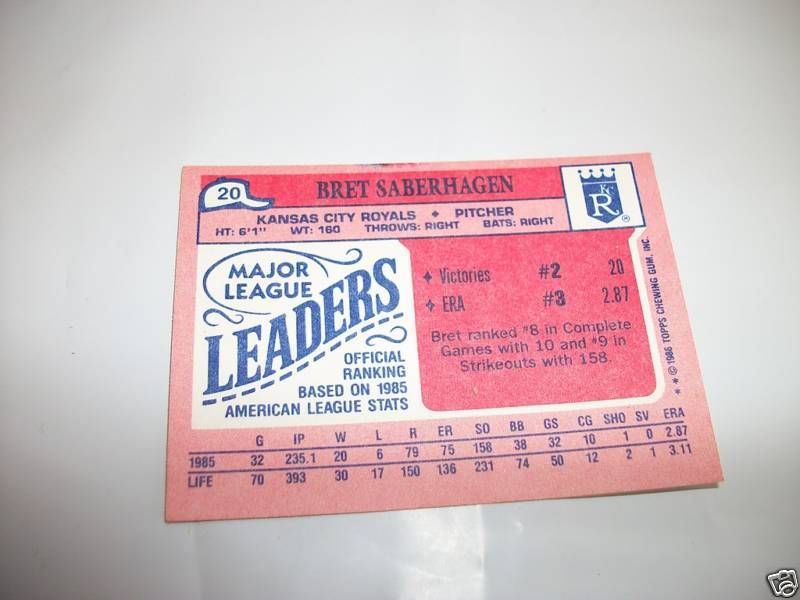 20
BRET SABERHAGEN
KANSAS CITY ROYALS ♦ PITCHER
HT: 6'1" WT: 160 THROWS: RIGHT BATS: RIGHT
KC
R
®
MAJOR
LEAGUE
LEADERS
OFFICIAL
RANKING
BASED ON 1985
AMERICAN LEAGUE STATS
♦ Victories #2 20
♦ ERA #3 2.87
Bret ranked #8 in Complete
Games with 10 and #9 in
Strikeouts with 158.
* * © 1986 TOPPS CHEWING GUM, INC.
G IP W L R ER SO BB GS CG SHO SV ERA
1985 32 235.1 20 6 79 75 158 38 32 10 1 0 2.87
LIFE 70 393 30 17 150 136 231 74 50 12 2 1 3.11